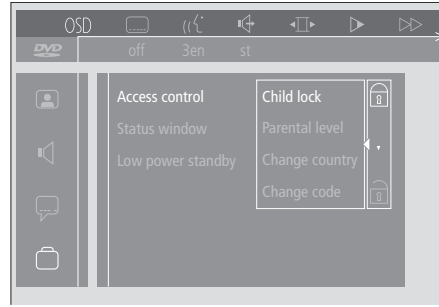 OSD
DVD off 3en st
Access control Child lock
Status window Parental level
Low power standby Change country
Change code